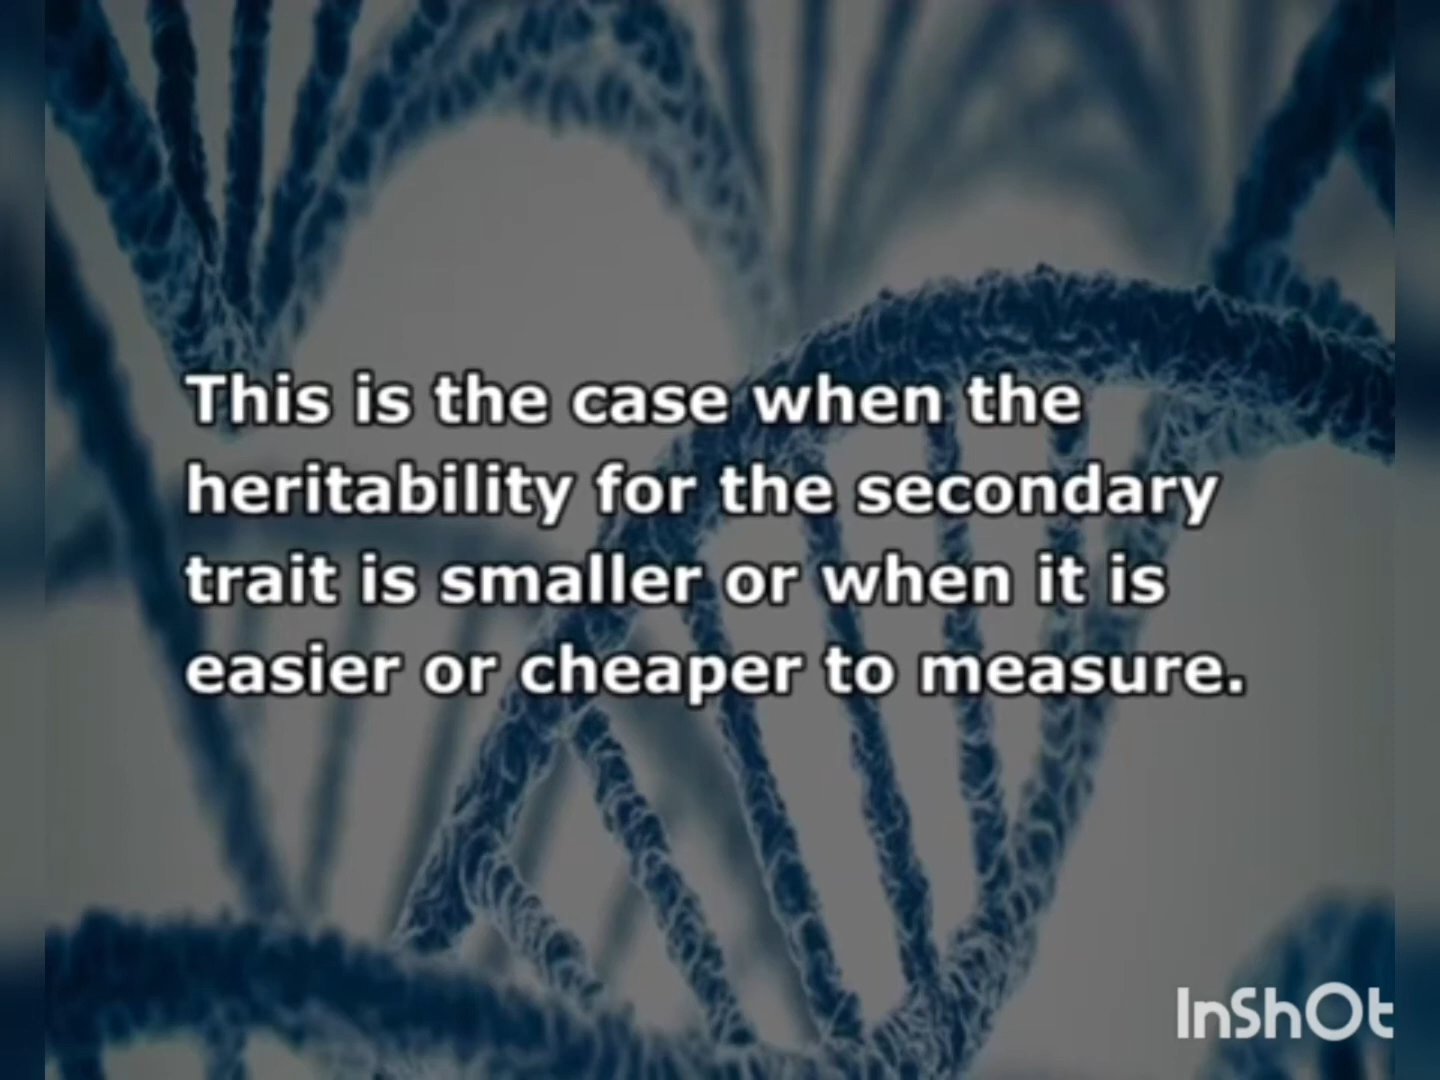 This is the case when the
heritability for the secondary
trait is smaller or when it is
easier or cheaper to measure.
InShOt